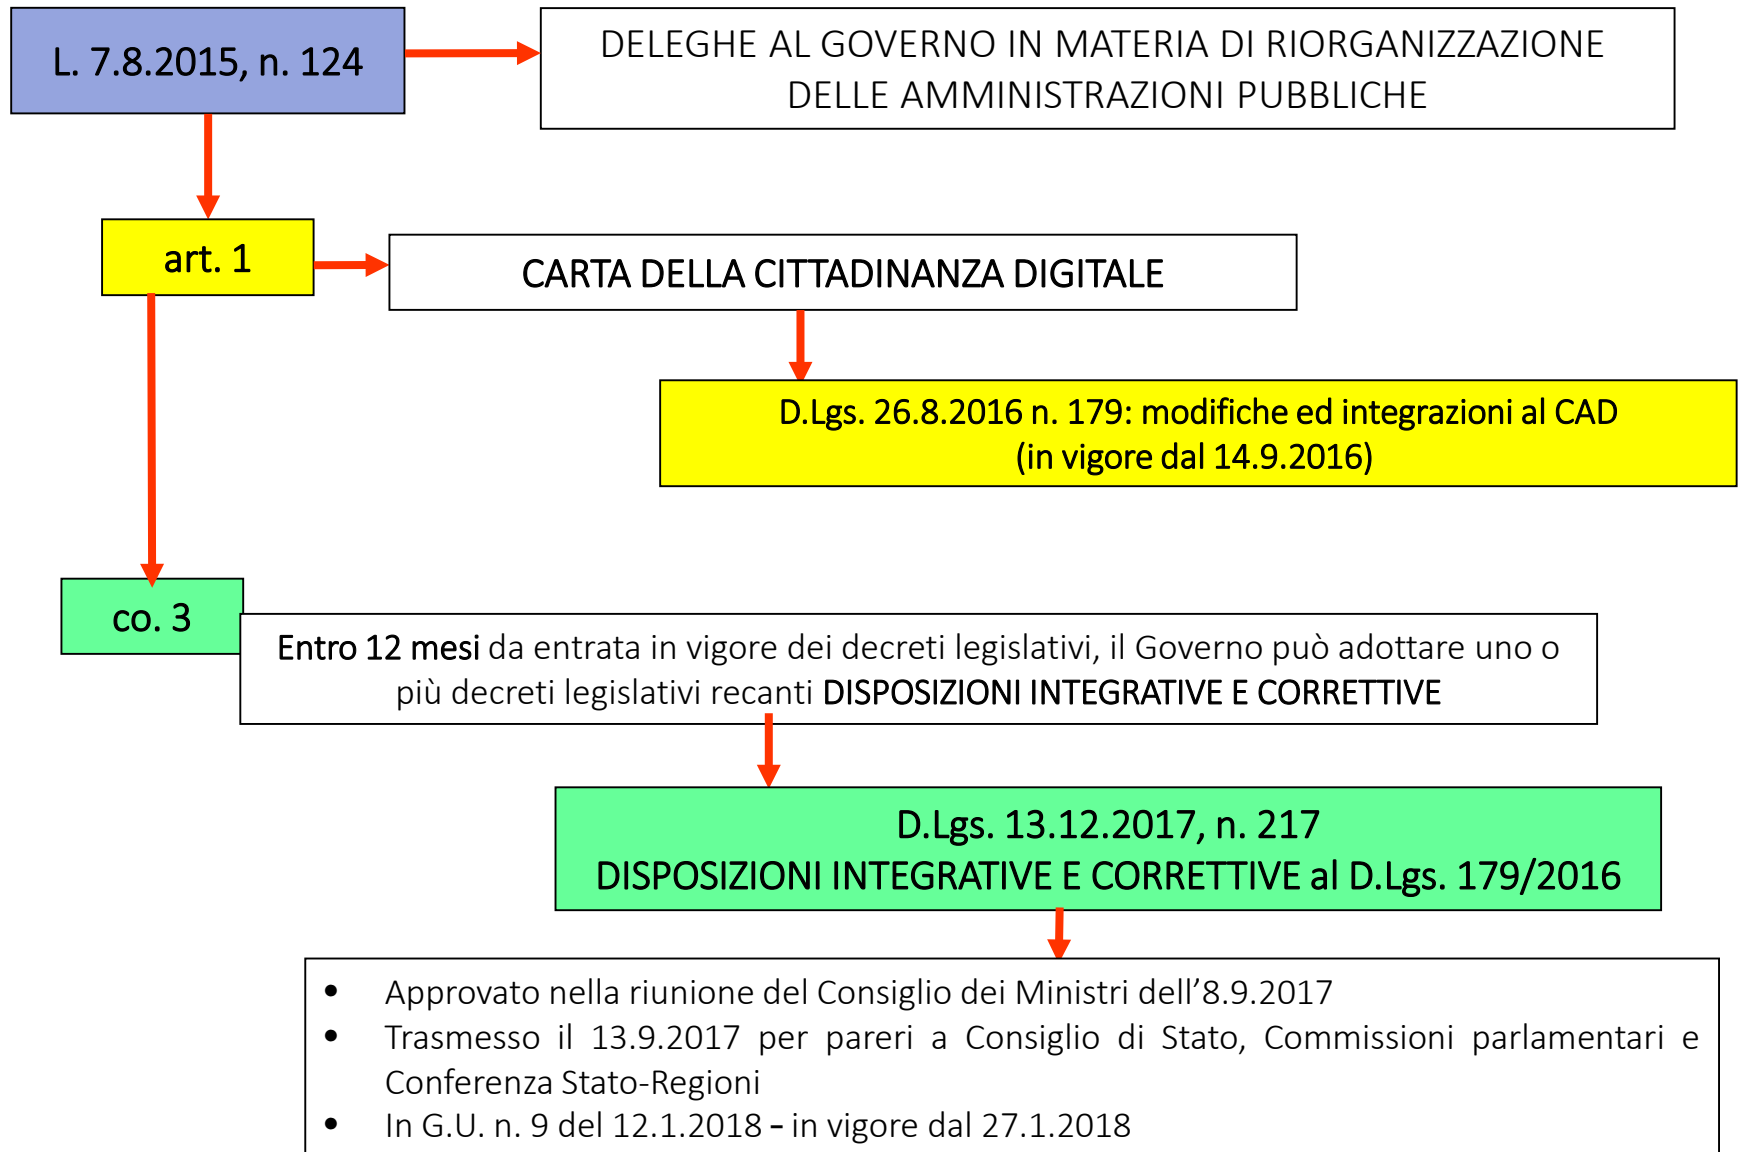 L. 7.8.2015, n. 124
DELEGHE AL GOVERNO IN MATERIA DI RIORGANIZZAZIONE
DELLE AMMINISTRAZIONI PUBBLICHE
art. 1
CARTA DELLA CITTADINANZA DIGITALE
D.Lgs. 26.8.2016 n. 179: modifiche ed integrazioni al CAD
(in vigore dal 14.9.2016)
co. 3
Entro 12 mesi da entrata in vigore dei decreti legislativi, il Governo può adottare uno o
più decreti legislativi recanti DISPOSIZIONI INTEGRATIVE E CORRETTIVE
D.Lgs. 13.12.2017, n. 217
DISPOSIZIONI INTEGRATIVE E CORRETTIVE al D.Lgs. 179/2016
• Approvato nella riunione del Consiglio dei Ministri dell’8.9.2017
• Trasmesso il 13.9.2017 per pareri a Consiglio di Stato, Commissioni parlamentari e
Conferenza Stato-Regioni
• In G.U. n. 9 del 12.1.2018 – in vigore dal 27.1.2018